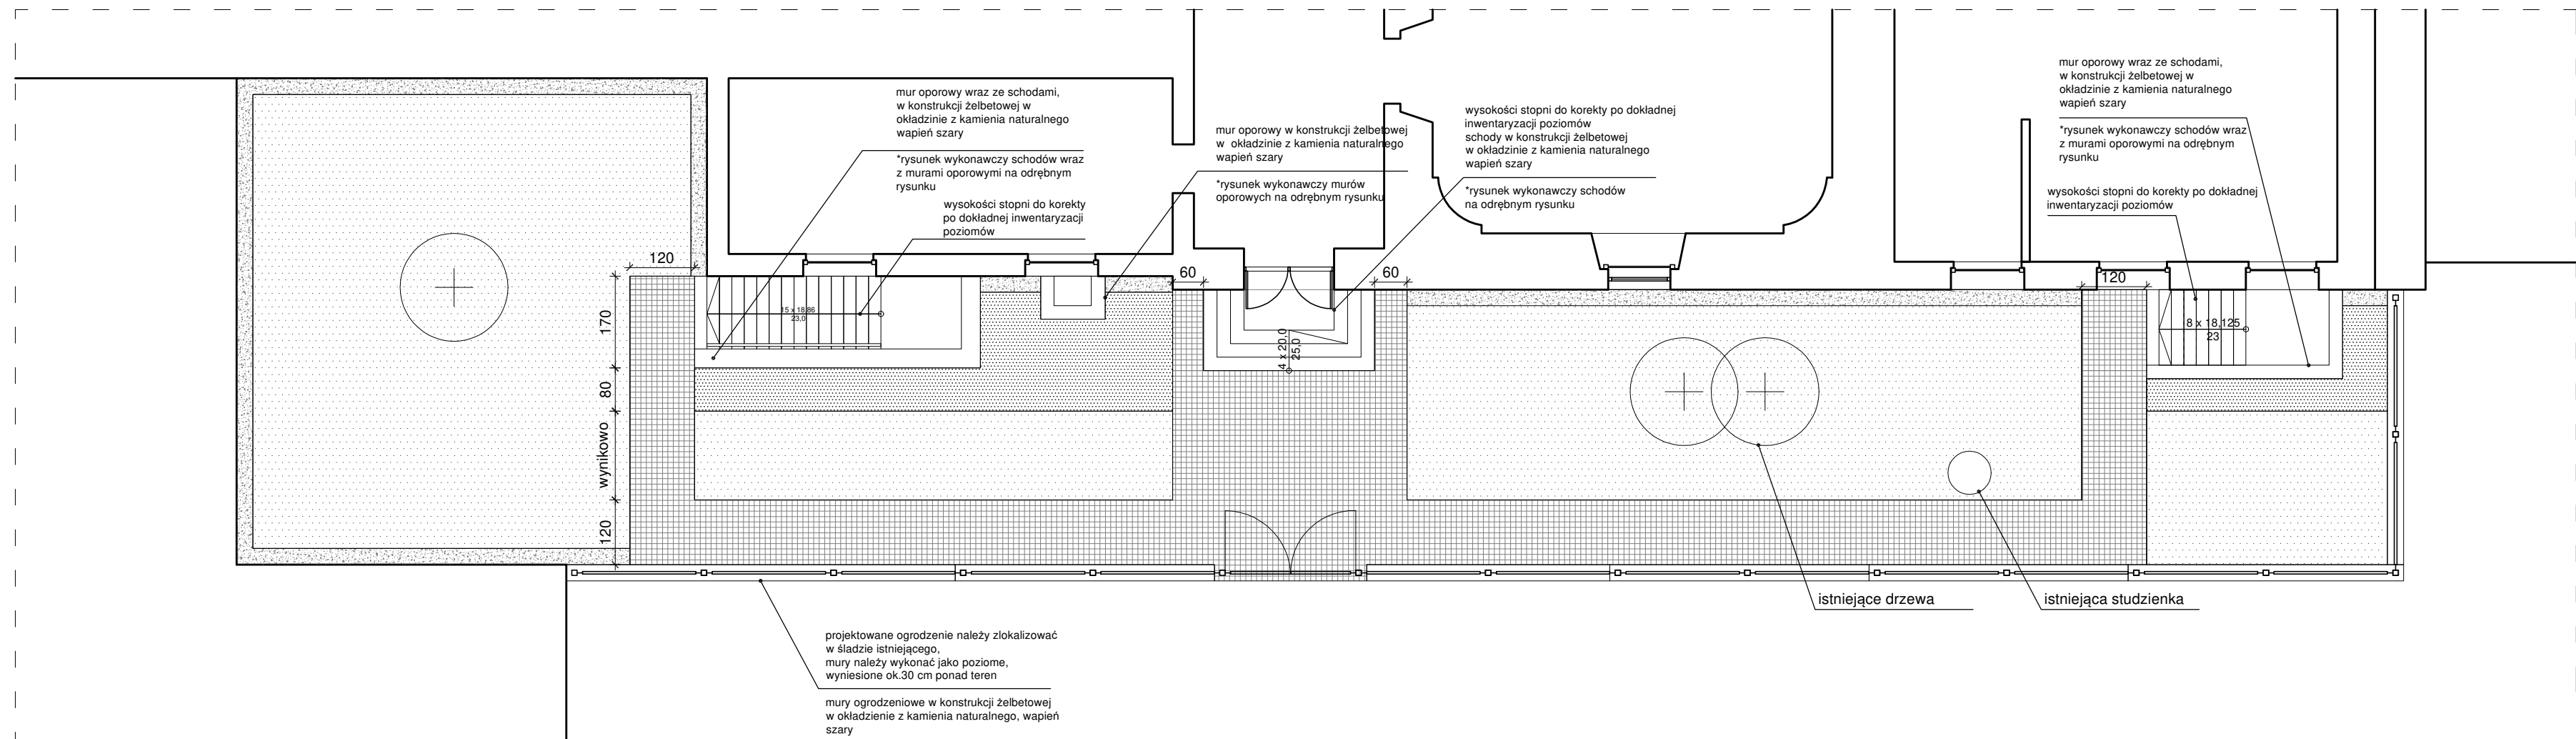 mur oporowy wraz ze schodami,
w konstrukcji żelbetowej w
okładzinie z kamienia naturalnego
wapień szary
*rysunek wykonawczy schodów wraz
z murami oporowymi na odrębnym
rysunku
wysokości stopni do korekty
po dokładnej inwentaryzacji
poziomów
mur oporowy w konstrukcji żelbetowej
w okładzinie z kamienia naturalnego
wapień szary
*rysunek wykonawczy murów
oporowych na odrębnym rysunku
wysokości stopni do korekty po dokładnej
inwentaryzacji poziomów
schody w konstrukcji żelbetowej
w okładzinie z kamienia naturalnego
wapień szary
*rysunek wykonawczy schodów
na odrębnym rysunku
mur oporowy wraz ze schodami,
w konstrukcji żelbetowej w
okładzinie z kamienia naturalnego
wapień szary
*rysunek wykonawczy schodów wraz
z murami oporowymi na odrębnym
rysunku
wysokości stopni do korekty po dokładnej
inwentaryzacji poziomów
120
60
60
120
170
80
wynikowo
120
15 x 18,86
23,0
4 x 20,0
25,0
8 x 18,125
23
istniejące drzewa
istniejąca studzienka
projektowane ogrodzenie należy zlokalizować
w śladzie istniejącego,
mury należy wykonać jako poziome,
wyniesione ok.30 cm ponad teren
mury ogrodzeniowe w konstrukcji żelbetowej
w okładzienie z kamienia naturalnego, wapień
szary